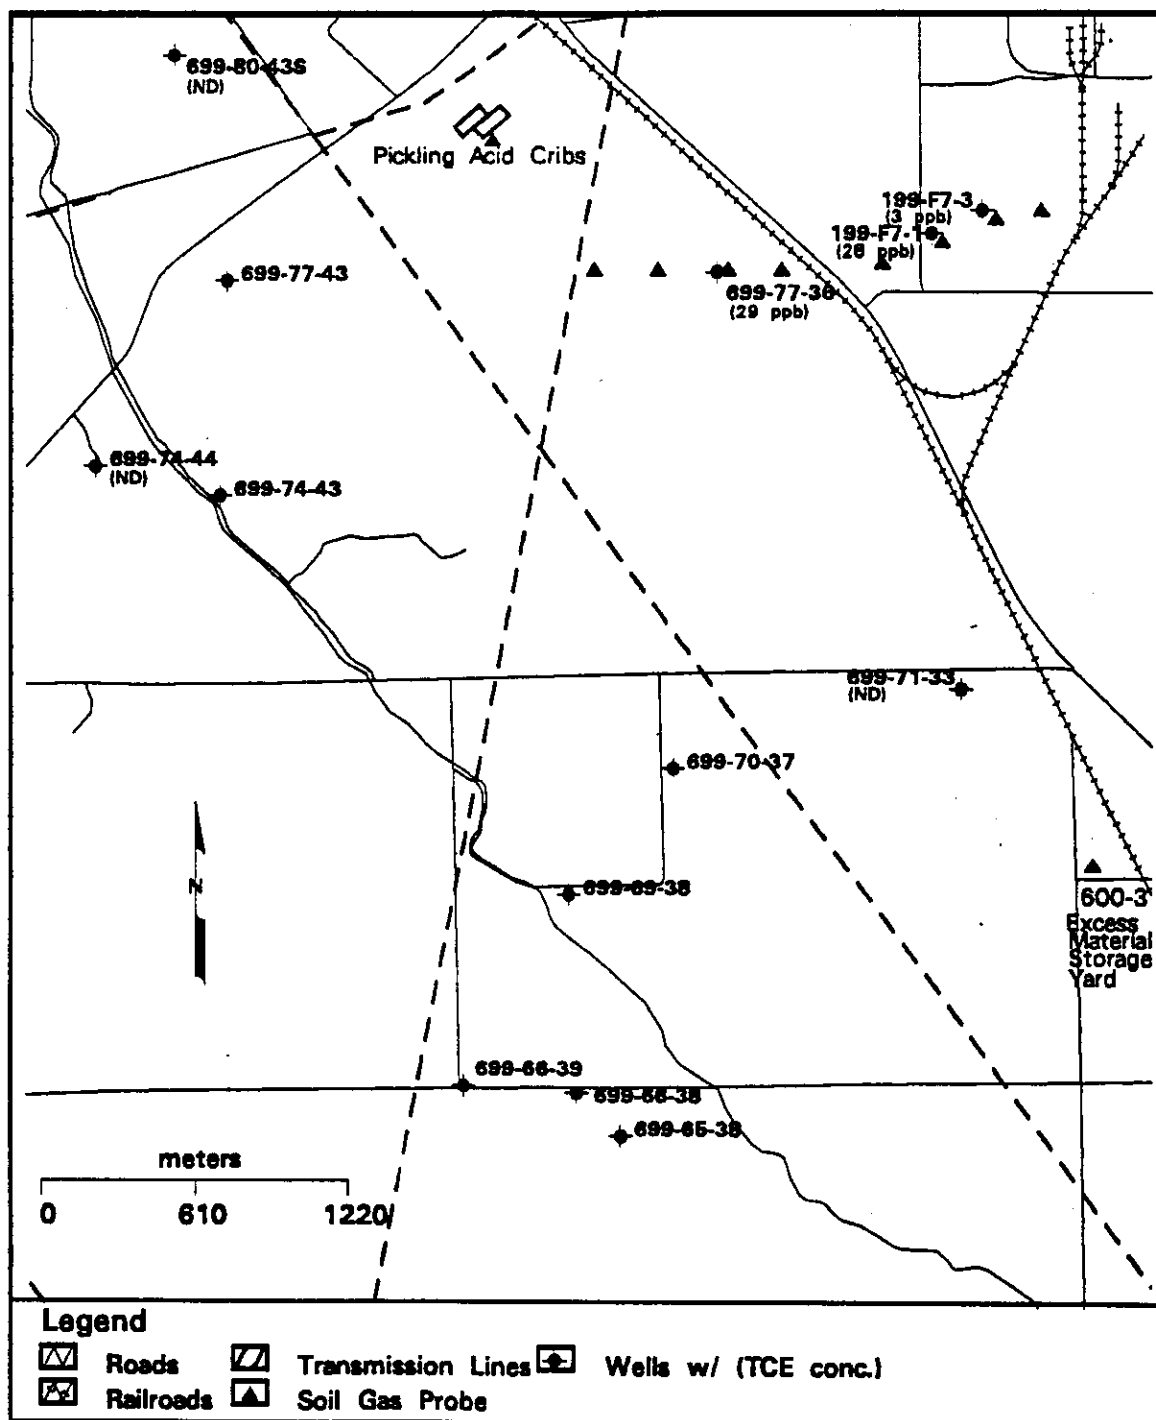 699-80-43S
(ND)
Pickling Acid Cribs
199-F7-3
(3 ppb)
199-F7-1
(28 ppb)
699-77-43
699-77-36
(29 ppb)
699-74-44
(ND)
699-74-43
699-71-33
(ND)
699-70-37
N
699-69-38
600-3
Excess
Material
Storage
Yard
699-66-39
699-66-38
699-65-38
meters
0 610 1220
Legend
Roads Transmission Lines Wells w/ (TCE conc.)
Railroads Soil Gas Probe